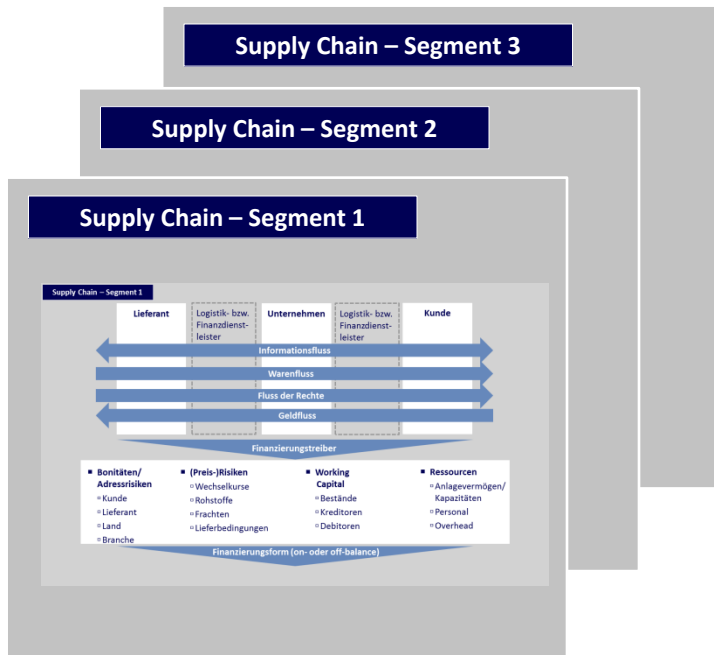 Supply Chain – Segment 3
Supply Chain – Segment 2
Supply Chain – Segment 1
Supply Chain – Segment 1
Lieferant
Logistik- bzw.
Finanzdienst-
leister
Unternehmen
Logistik- bzw.
Finanzdienst-
leister
Kunde
Informationsfluss
Warenfluss
Fluss der Rechte
Geldfluss
Finanzierungstreiber
Bonitäten/
Adressrisiken
Kunde
Lieferant
Land
Branche
(Preis-)Risiken
Wechselkurse
Rohstoffe
Frachten
Lieferbedingungen
Working
Capital
Bestände
Kreditoren
Debitoren
Ressourcen
Anlagevermögen/
Kapazitäten
Personal
Overhead
Finanzierungsform (on- oder off-balance)